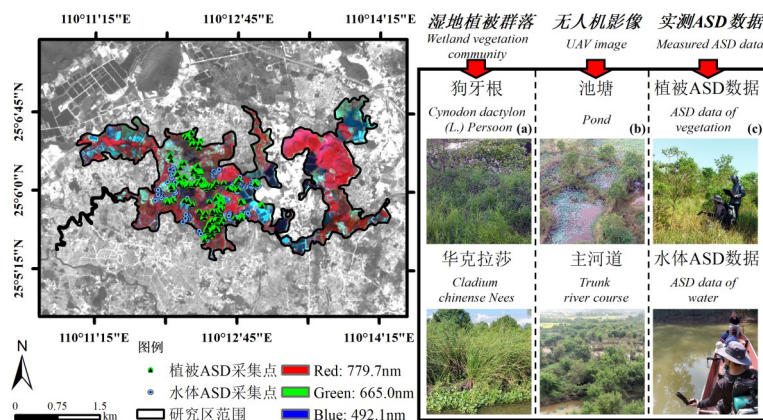 110°11'15"E 110°12'45"E 110°14'15"E
25°6'45"N
25°6'0"N
25°5'15"N
110°11'15"E 110°12'45"E 110°14'15"E
N
0 0.75 1.5
km
图例
植被ASD采集点
水体ASD采集点
研究区范围
Red: 779.7nm
Green: 665.0nm
Blue: 492.1nm
湿地植被群落
Wetland vegetation
community
无人机影像
UAV image
实测ASD数据
Measured ASD data
狗牙根
Cynodon dactylon
(L.) Persoon (a)
池塘
Pond (b)
植被ASD数据
ASD data of
vegetation (c)
华克拉莎
Cladium
chinense Nees
主河道
Trunk
river course
水体ASD数据
ASD data of
water